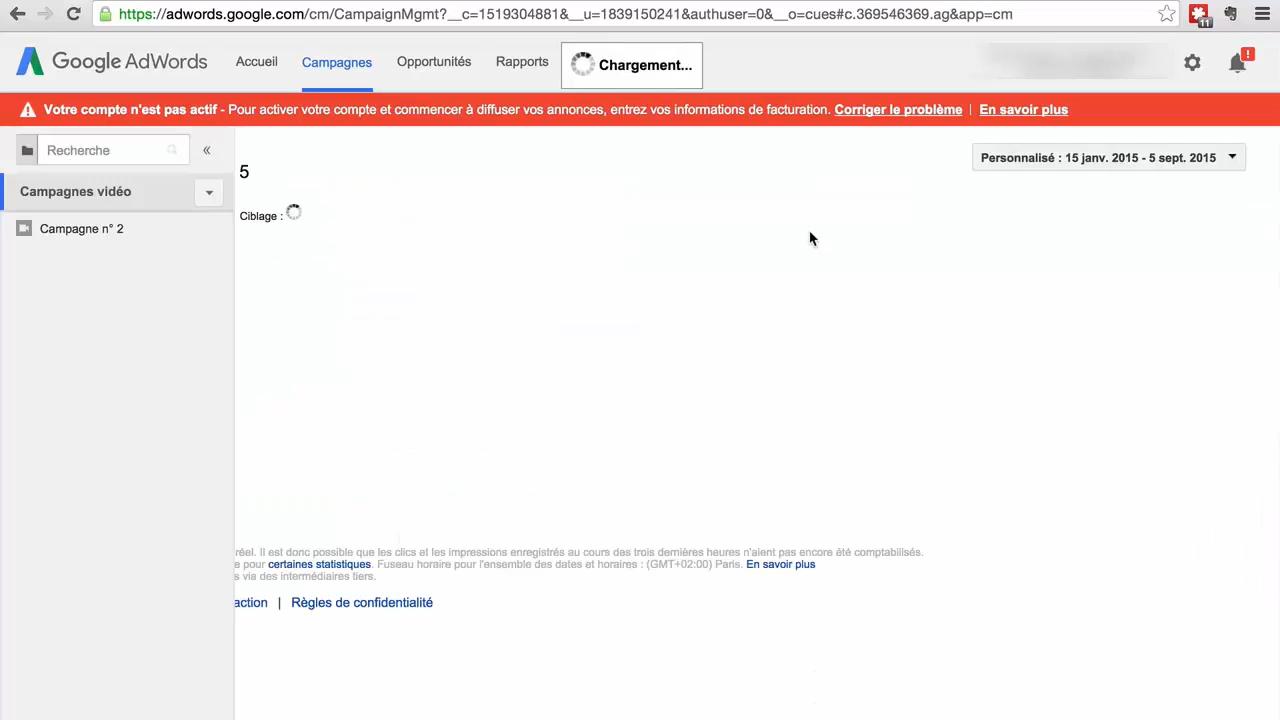 https://adwords.google.com/cm/CampaignMgmt?__c=1519304881&__u=1839150241&authuser=0&__o=cues#c.369546369.ag&app=cm
11
Google AdWords Accueil Campagnes Opportunités Rapports Chargement... !
Votre compte n'est pas actif - Pour activer votre compte et commencer à diffuser vos annonces, entrez vos informations de facturation. Corriger le problème | En savoir plus
Recherche «
Personnalisé : 15 janv. 2015 - 5 sept. 2015
5
Campagnes vidéo
Ciblage :
Campagne n° 2
réel. Il est donc possible que les clics et les impressions enregistrés au cours des trois dernières heures n'aient pas encore été comptabilisés.
e pour certaines statistiques. Fuseau horaire pour l'ensemble des dates et horaires : (GMT+02:00) Paris. En savoir plus
s via des intermédiaires tiers.
action | Règles de confidentialité